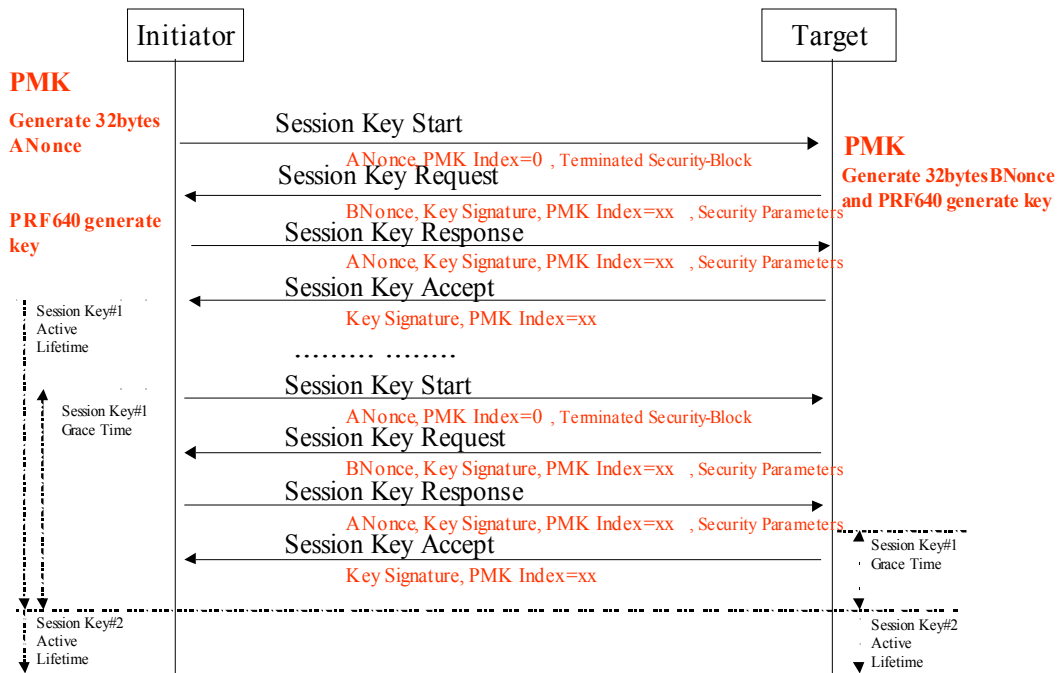 Initiator
Target
PMK
Generate 32bytes
ANonce
Session Key Start
ANonce, PMK Index=0 , Terminated Security-Block
PMK
Generate 32bytesBNonce
and PRF640 generate key
Session Key Request
BNonce, Key Signature, PMK Index=xx , Security Parameters
PRF640 generate
key
Session Key Response
ANonce, Key Signature, PMK Index=xx , Security Parameters
Session Key Accept
Key Signature, PMK Index=xx
Session Key#1
Active
Lifetime
......... ........
Session Key Start
ANonce, PMK Index=0 , Terminated Security-Block
Session Key#1
Grace Time
Session Key Request
BNonce, Key Signature, PMK Index=xx , Security Parameters
Session Key Response
ANonce, Key Signature, PMK Index=xx , Security Parameters
Session Key Accept
Key Signature, PMK Index=xx
Session Key#1
Grace Time
Session Key#2
Active
Lifetime
Session Key#2
Active
Lifetime